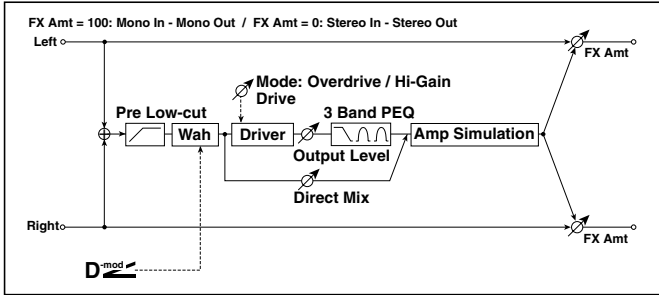 FX Amt = 100: Mono In - Mono Out / FX Amt = 0: Stereo In - Stereo Out
Left
FX Amt
Mode: Overdrive / Hi-Gain
Drive
Pre Low-cut
3 Band PEQ
Wah
Driver
Amp Simulation
Output Level
Direct Mix
Right
FX Amt
D-mod